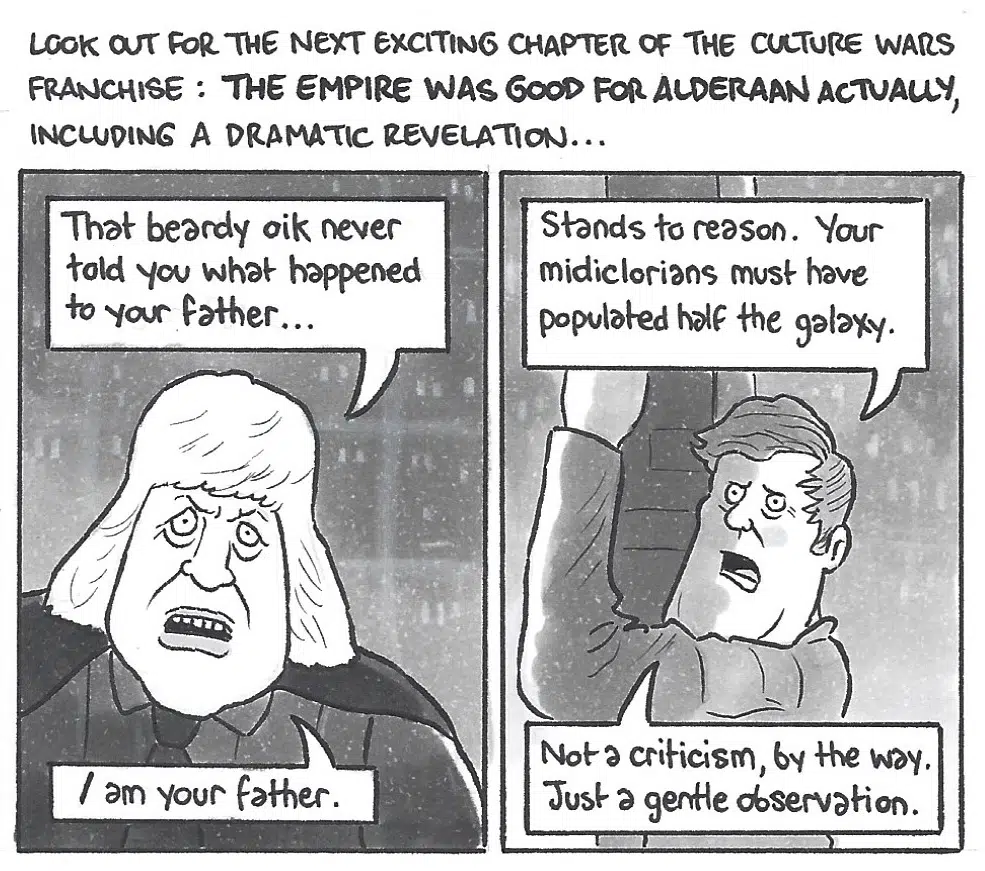 LOOK OUT FOR THE NEXT EXCITING CHAPTER OF THE CULTURE WARS
FRANCHISE : THE EMPIRE WAS GOOD FOR ALDERAAN ACTUALLY,
INCLUDING A DRAMATIC REVELATION...
That beardy oik never
told you what happened
to your father...
I am your father.
Stands to reason. Your
midiclorians must have
populated half the galaxy.
Not a criticism, by the way.
Just a gentle observation.